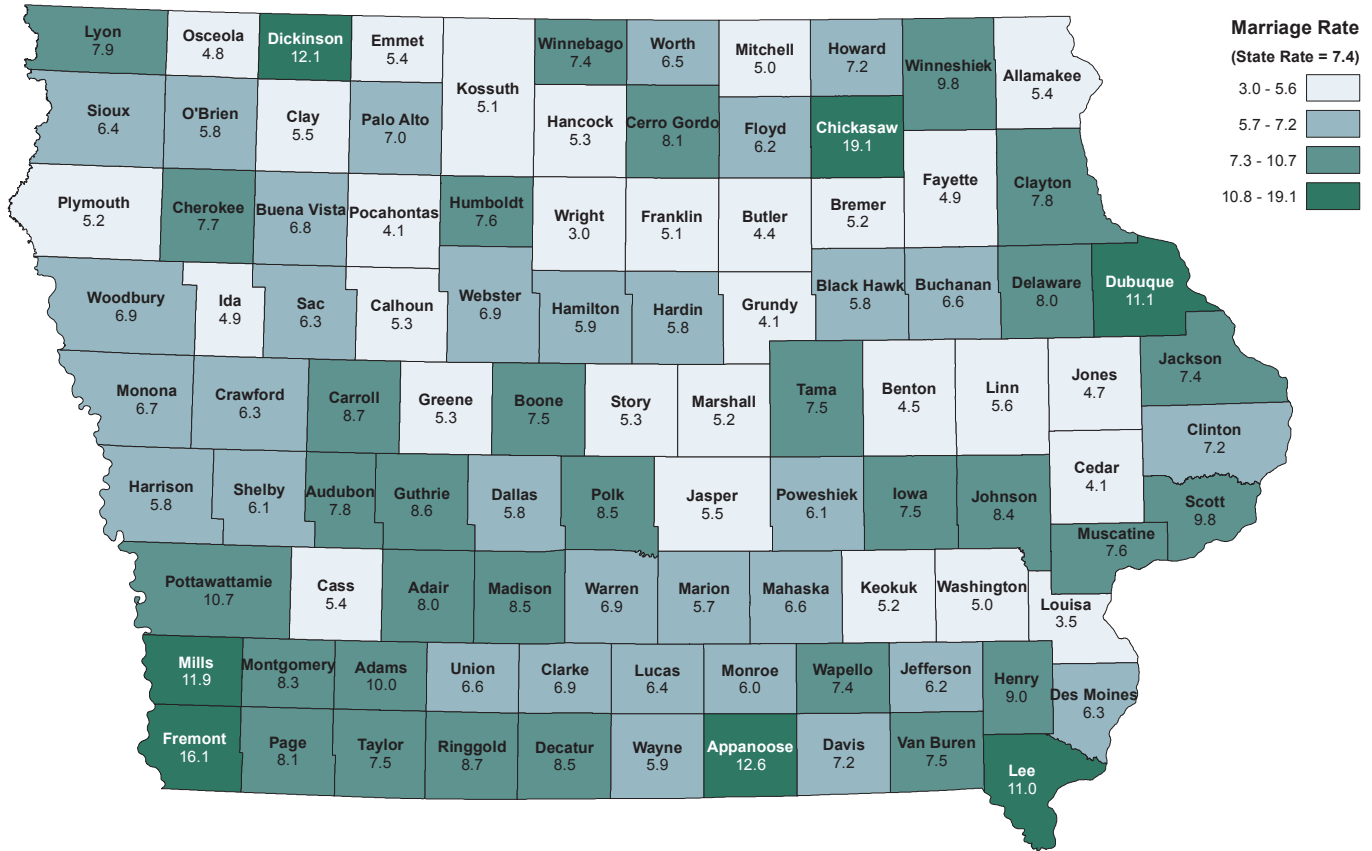 Marriage Rate
(State Rate = 7.4)
3.0 - 5.6
5.7 - 7.2
7.3 - 10.7
10.8 - 19.1
Lyon
7.9
Osceola
4.8
Dickinson
12.1
Emmet
5.4
Kossuth
5.1
Winnebago
7.4
Worth
6.5
Mitchell
5.0
Howard
7.2
Winneshiek
9.8
Allamakee
5.4
Sioux
6.4
O'Brien
5.8
Clay
5.5
Palo Alto
7.0
Hancock
5.3
Cerro Gordo
8.1
Floyd
6.2
Chickasaw
19.1
Fayette
4.9
Clayton
7.8
Plymouth
5.2
Cherokee
7.7
Buena Vista
6.8
Pocahontas
4.1
Humboldt
7.6
Wright
3.0
Franklin
5.1
Butler
4.4
Bremer
5.2
Woodbury
6.9
Ida
4.9
Sac
6.3
Calhoun
5.3
Webster
6.9
Hamilton
5.9
Hardin
5.8
Grundy
4.1
Black Hawk
5.8
Buchanan
6.6
Delaware
8.0
Dubuque
11.1
Monona
6.7
Crawford
6.3
Carroll
8.7
Greene
5.3
Boone
7.5
Story
5.3
Marshall
5.2
Tama
7.5
Benton
4.5
Linn
5.6
Jones
4.7
Jackson
7.4
Clinton
7.2
Cedar
4.1
Harrison
5.8
Shelby
6.1
Audubon
7.8
Guthrie
8.6
Dallas
5.8
Polk
8.5
Jasper
5.5
Poweshiek
6.1
Iowa
7.5
Johnson
8.4
Scott
9.8
Muscatine
7.6
Pottawattamie
10.7
Cass
5.4
Adair
8.0
Madison
8.5
Warren
6.9
Marion
5.7
Mahaska
6.6
Keokuk
5.2
Washington
5.0
Louisa
3.5
Mills
11.9
Montgomery
8.3
Adams
10.0
Union
6.6
Clarke
6.9
Lucas
6.4
Monroe
6.0
Wapello
7.4
Jefferson
6.2
Henry
9.0
Des Moines
6.3
Fremont
16.1
Page
8.1
Taylor
7.5
Ringgold
8.7
Decatur
8.5
Wayne
5.9
Appanoose
12.6
Davis
7.2
Van Buren
7.5
Lee
11.0